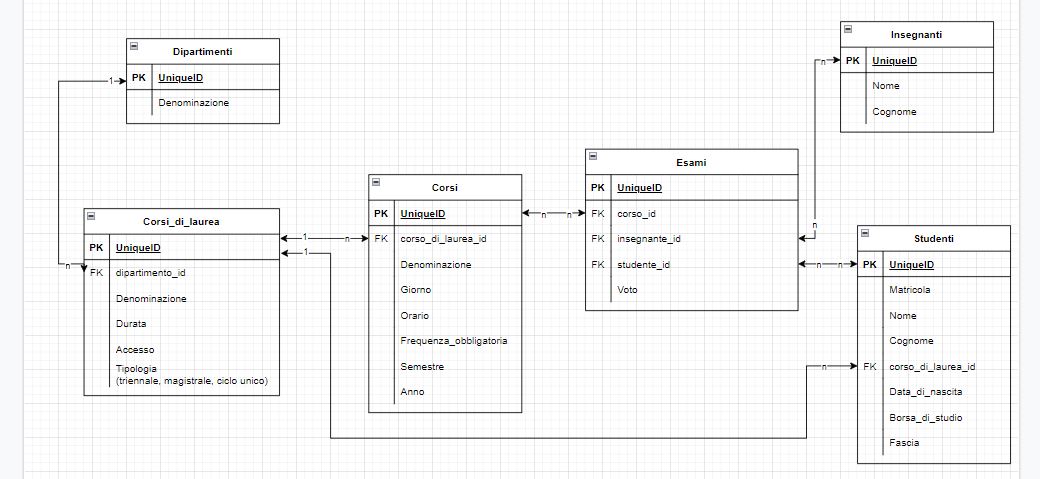 Dipartimenti
PK UniqueID
Denominazione
Insegnanti
PK UniqueID
Nome
Cognome
Esami
PK UniqueID
FK corso_id
FK insegnante_id
FK studente_id
Voto
Corsi
PK UniqueID
FK corso_di_laurea_id
Denominazione
Giorno
Orario
Frequenza_obbligatoria
Semestre
Anno
Corsi_di_laurea
PK UniqueID
FK dipartimento_id
Denominazione
Durata
Accesso
Tipologia
(triennale, magistrale, ciclo unico)
Studenti
PK UniqueID
Matricola
Nome
Cognome
FK corso_di_laurea_id
Data_di_nascita
Borsa_di_studio
Fascia
1
n
1
n
1
n
n
n
n
n
n
n